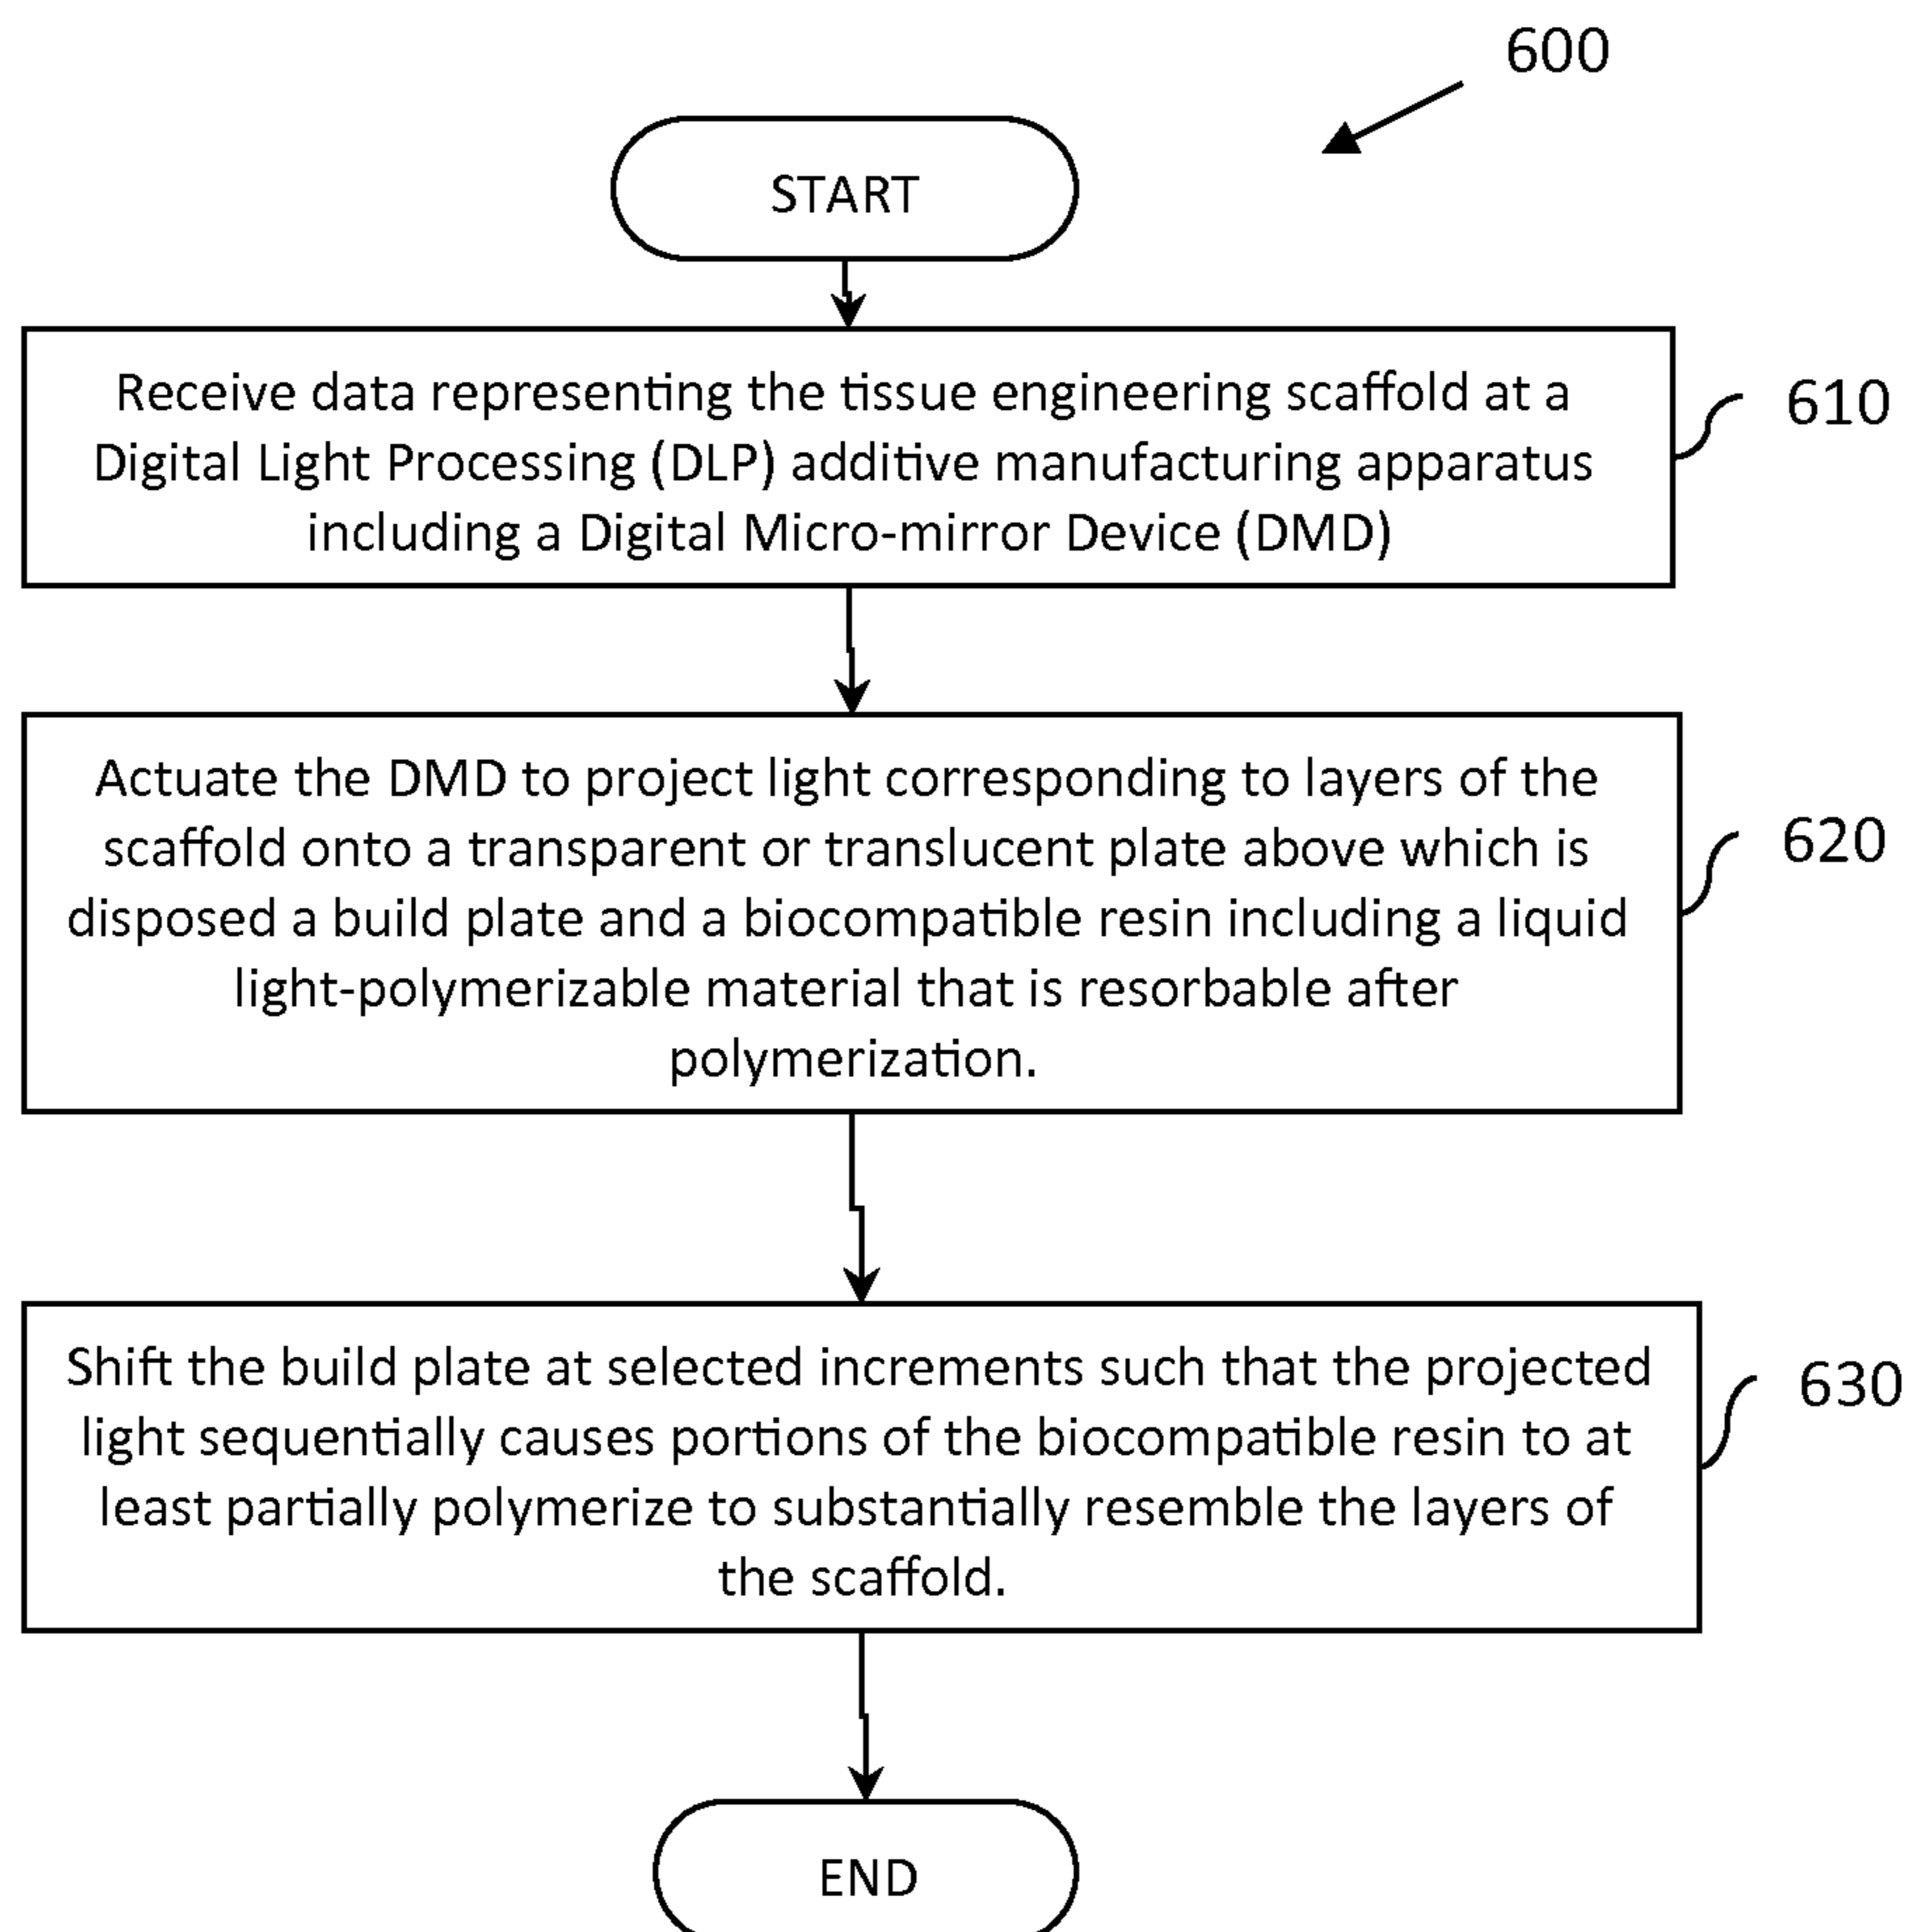 600
START
Receive data representing the tissue engineering scaffold at a
Digital Light Processing (DLP) additive manufacturing apparatus
including a Digital Micro-mirror Device (DMD)
610
Actuate the DMD to project light corresponding to layers of the
scaffold onto a transparent or translucent plate above which is
disposed a build plate and a biocompatible resin including a liquid
light-polymerizable material that is resorbable after
polymerization.
620
Shift the build plate at selected increments such that the projected
light sequentially causes portions of the biocompatible resin to at
least partially polymerize to substantially resemble the layers of
the scaffold.
630
END